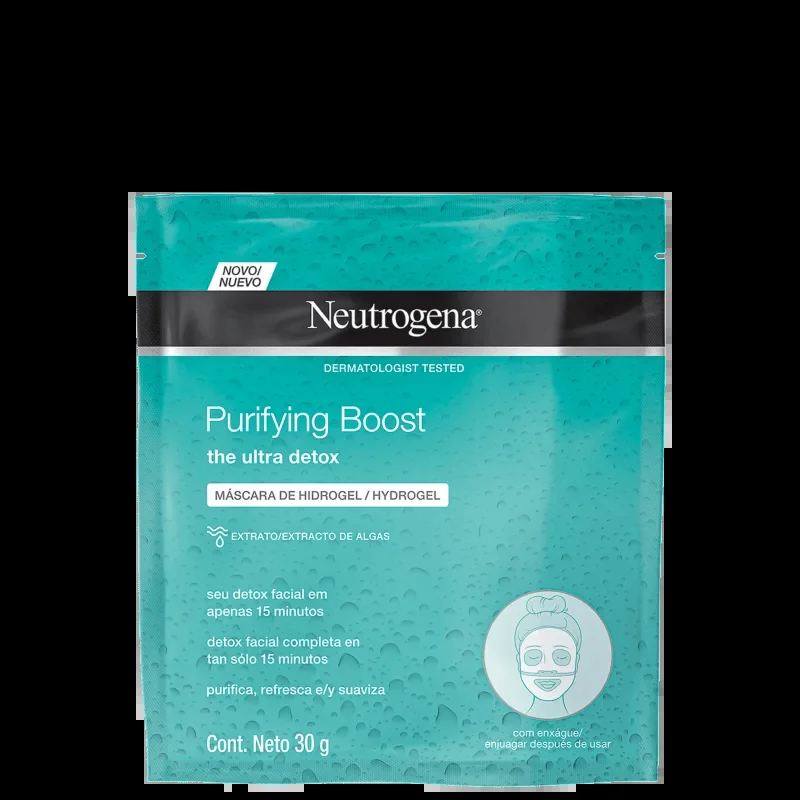 NOVO/
NUEVO
Neutrogena®
DERMATOLOGIST TESTED
Purifying Boost
the ultra detox
MÁSCARA DE HIDROGEL / HYDROGEL
EXTRATO/EXTRACTO DE ALGAS
seu detox facial em
apenas 15 minutos
detox facial completa en
tan sólo 15 minutos
purifica, refresca e/y suaviza
Cont. Neto 30 g
com enxágue/
enjuagar después de usar